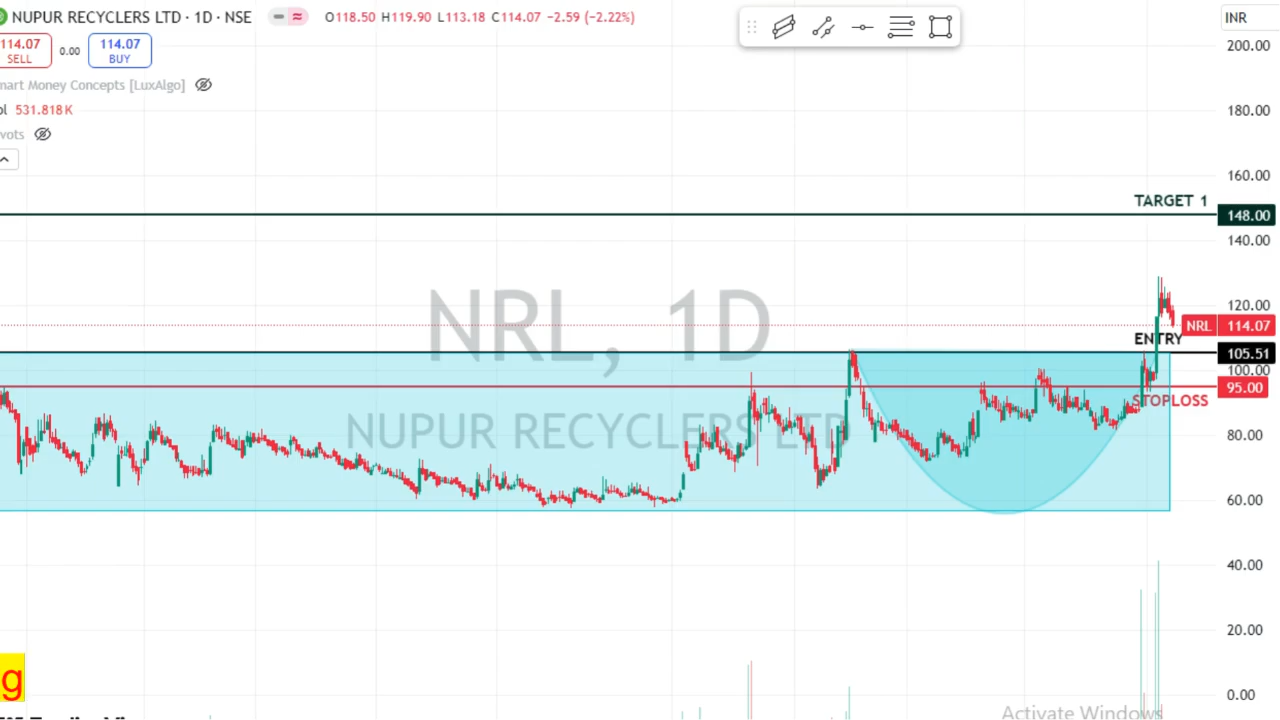 NUPUR RECYCLERS LTD · 1D · NSE O118.50 H119.90 L113.18 C114.07 −2.59 (−2.22%)
INR
114.07 SELL
0.00
114.07 BUY
mart Money Concepts [LuxAlgo]
ol 531.818K
vots
200.00
180.00
160.00
TARGET 1
148.00
140.00
120.00
NRL 114.07
ENTRY
105.51
100.00
95.00
STOPLOSS
80.00
60.00
40.00
20.00
0.00
NRL, 1D
NUPUR RECYCLERS LTD
g
Activate Windows